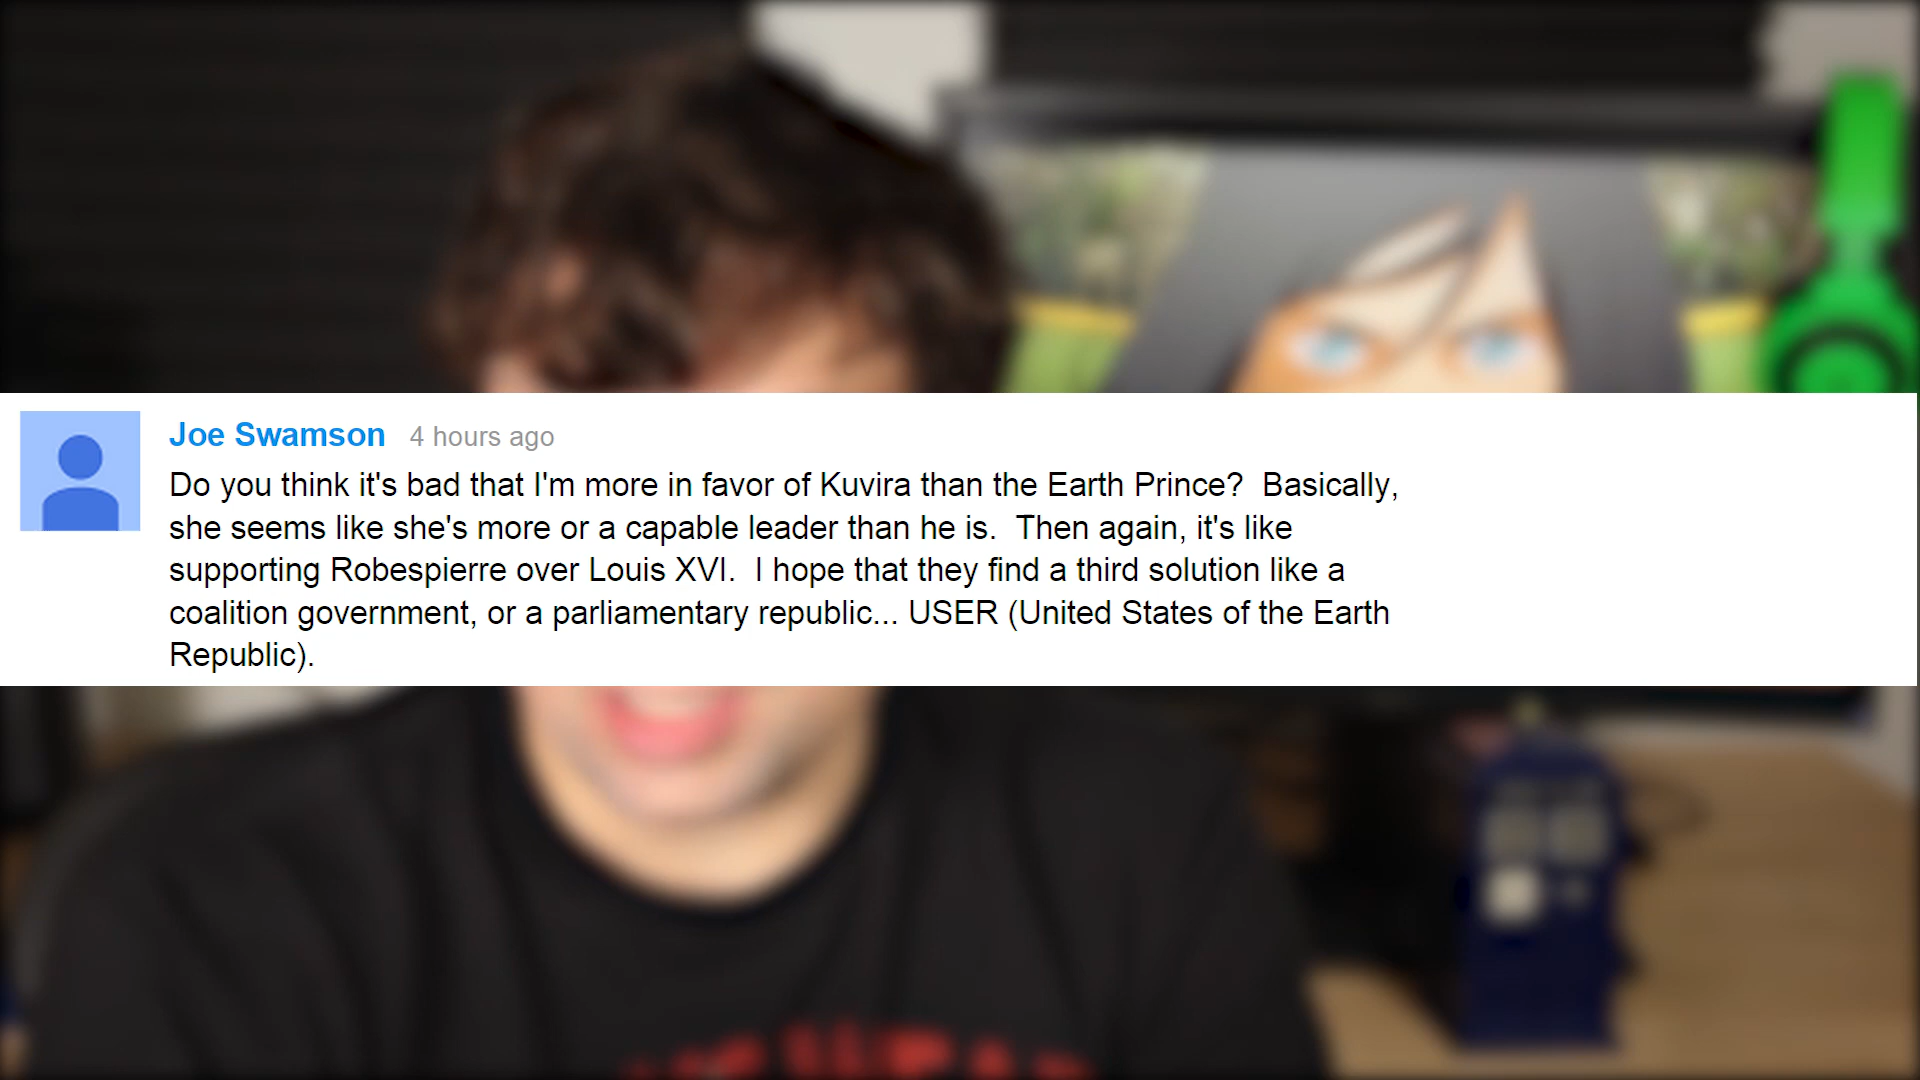 Joe Swamson 4 hours ago
Do you think it's bad that I'm more in favor of Kuvira than the Earth Prince?  Basically,
she seems like she's more or a capable leader than he is.  Then again, it's like
supporting Robespierre over Louis XVI.  I hope that they find a third solution like a
coalition government, or a parliamentary republic... USER (United States of the Earth
Republic).